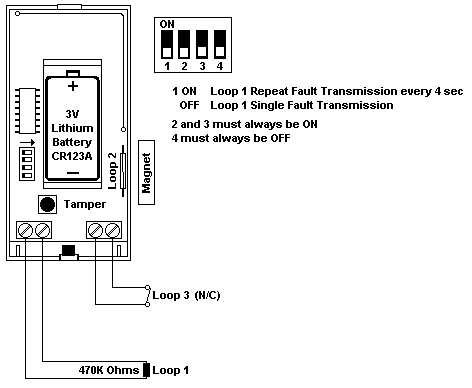 ON
1 2 3 4
1 ON Loop 1 Repeat Fault Transmission every 4 sec
OFF Loop 1 Single Fault Transmission
2 and 3 must always be ON
4 must always be OFF
+
3V
Lithium
Battery
CR123A
–
Loop 2
Magnet
Tamper
Loop 3 (N/C)
470K Ohms Loop 1